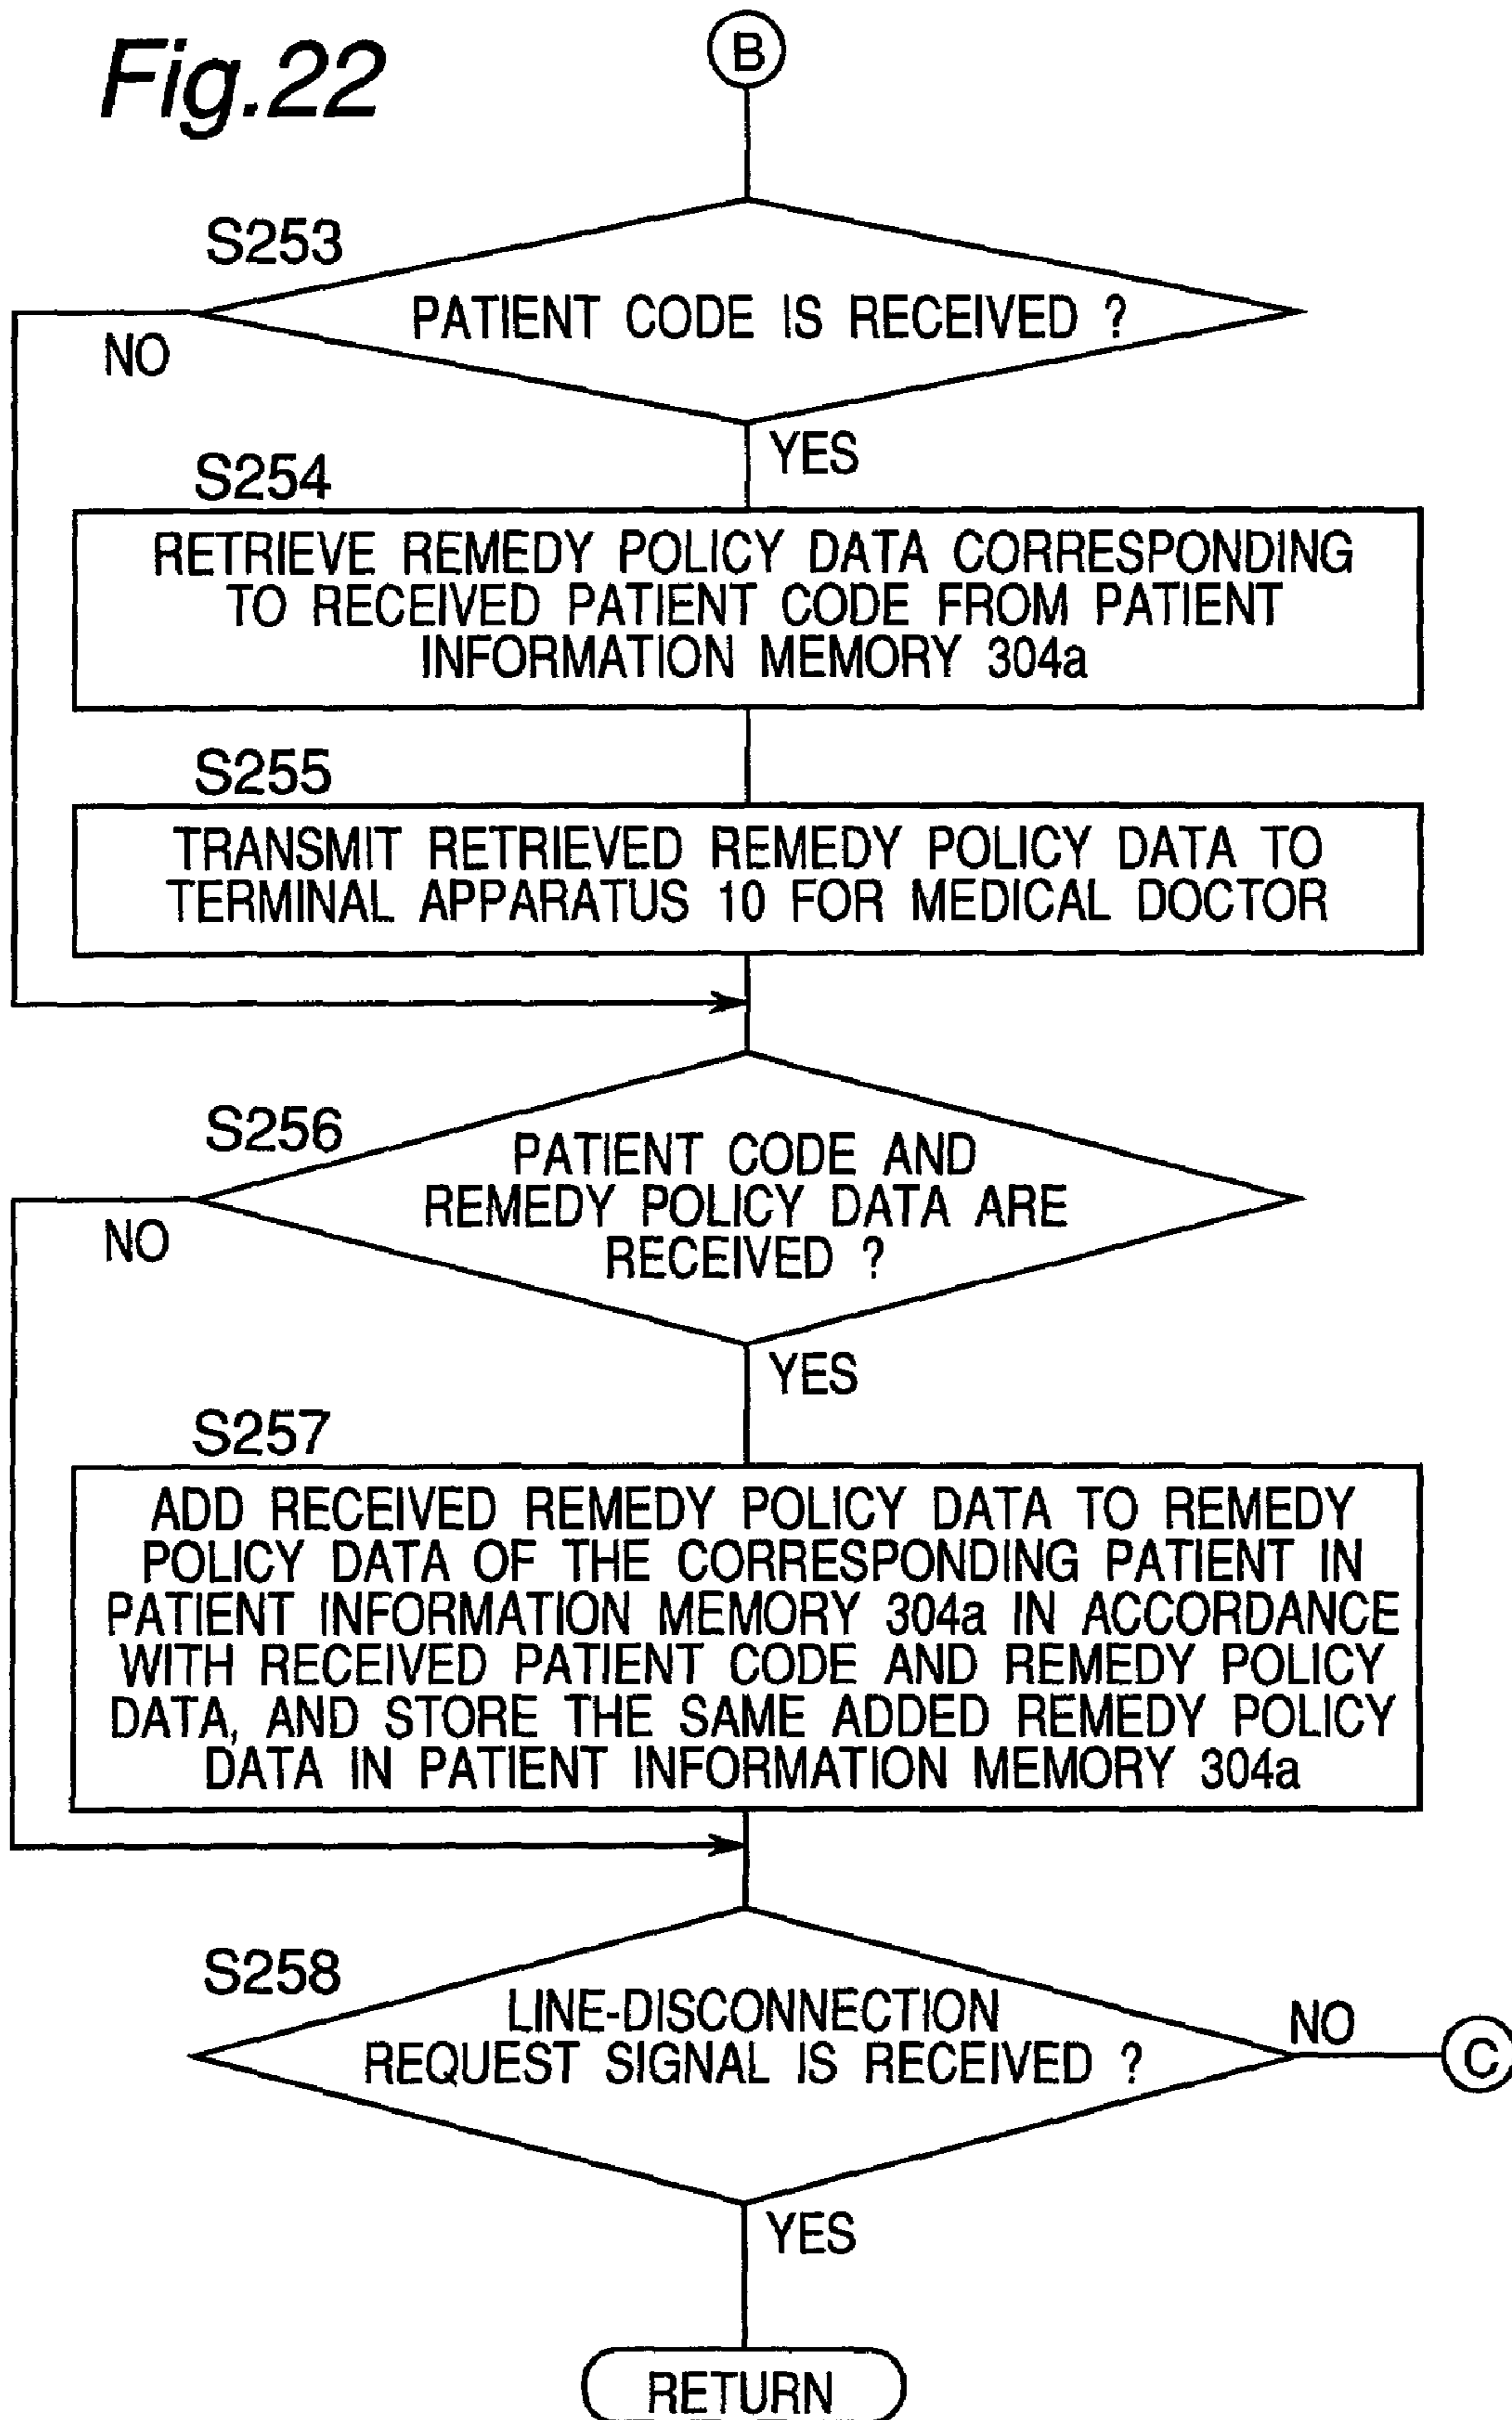 Fig.22
B
S253
PATIENT CODE IS RECEIVED ?
NO
YES
S254
RETRIEVE REMEDY POLICY DATA CORRESPONDING
TO RECEIVED PATIENT CODE FROM PATIENT
INFORMATION MEMORY 304a
S255
TRANSMIT RETRIEVED REMEDY POLICY DATA TO
TERMINAL APPARATUS 10 FOR MEDICAL DOCTOR
S256
PATIENT CODE AND
REMEDY POLICY DATA ARE
RECEIVED ?
NO
YES
S257
ADD RECEIVED REMEDY POLICY DATA TO REMEDY
POLICY DATA OF THE CORRESPONDING PATIENT IN
PATIENT INFORMATION MEMORY 304a IN ACCORDANCE
WITH RECEIVED PATIENT CODE AND REMEDY POLICY
DATA, AND STORE THE SAME ADDED REMEDY POLICY
DATA IN PATIENT INFORMATION MEMORY 304a
S258
LINE-DISCONNECTION
REQUEST SIGNAL IS RECEIVED ?
NO
C
YES
RETURN